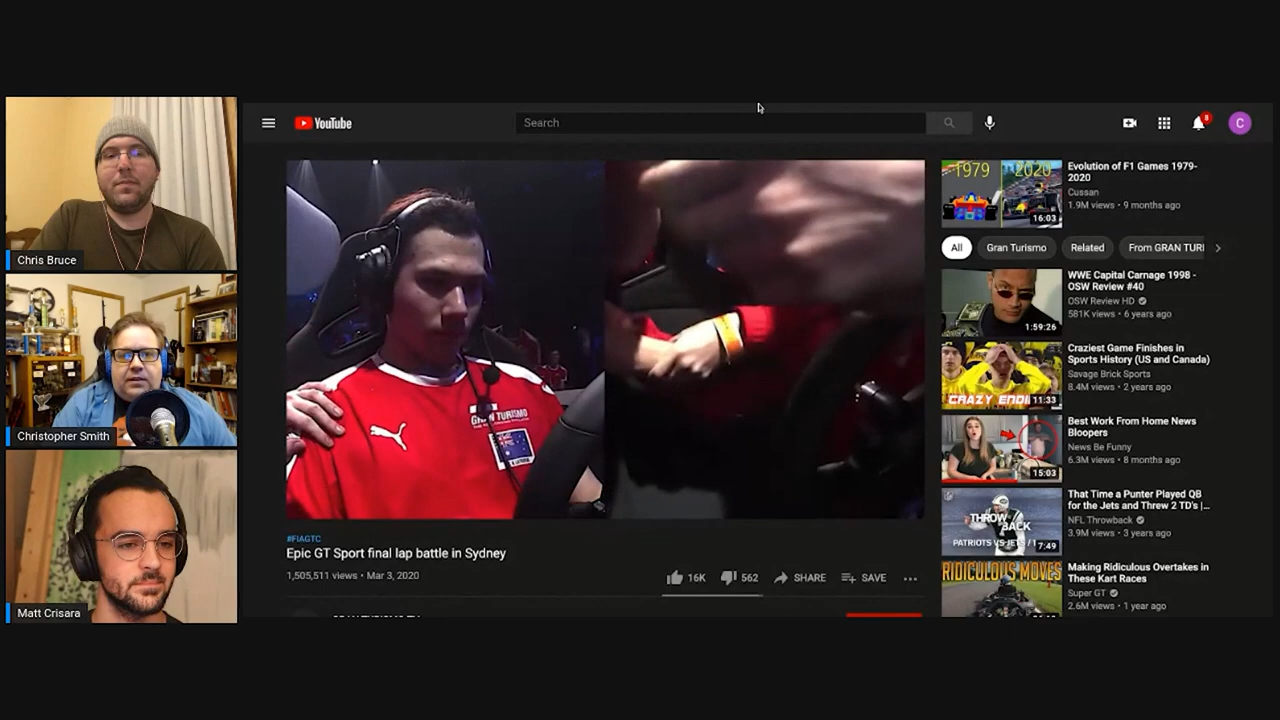 Chris Bruce
Christopher Smith
Matt Crisara
YouTube
Search
8
C
GRAN TURISMO
#FIAGTC
Epic GT Sport final lap battle in Sydney
1,505,511 views • Mar 3, 2020
16K
562
SHARE
SAVE
1979
2020
16:03
Evolution of F1 Games 1979-
2020
Cussan
1.9M views • 9 months ago
All
Gran Turismo
Related
From GRAN TURI
1:59:26
WWE Capital Carnage 1998 -
OSW Review #40
OSW Review HD
581K views • 6 years ago
CRAZY ENDI
11:33
Craziest Game Finishes in
Sports History (US and Canada)
Savage Brick Sports
8.4M views • 2 years ago
15:03
Best Work From Home News
Bloopers
News Be Funny
6.3M views • 8 months ago
THROW
BACK
PATRIOTS VS JETS / 1
7:49
That Time a Punter Played QB
for the Jets and Threw 2 TD's |...
NFL Throwback
3.9M views • 3 years ago
RIDICULOUS MOVES
Making Ridiculous Overtakes in
These Kart Races
Super GT
2.6M views • 1 year ago